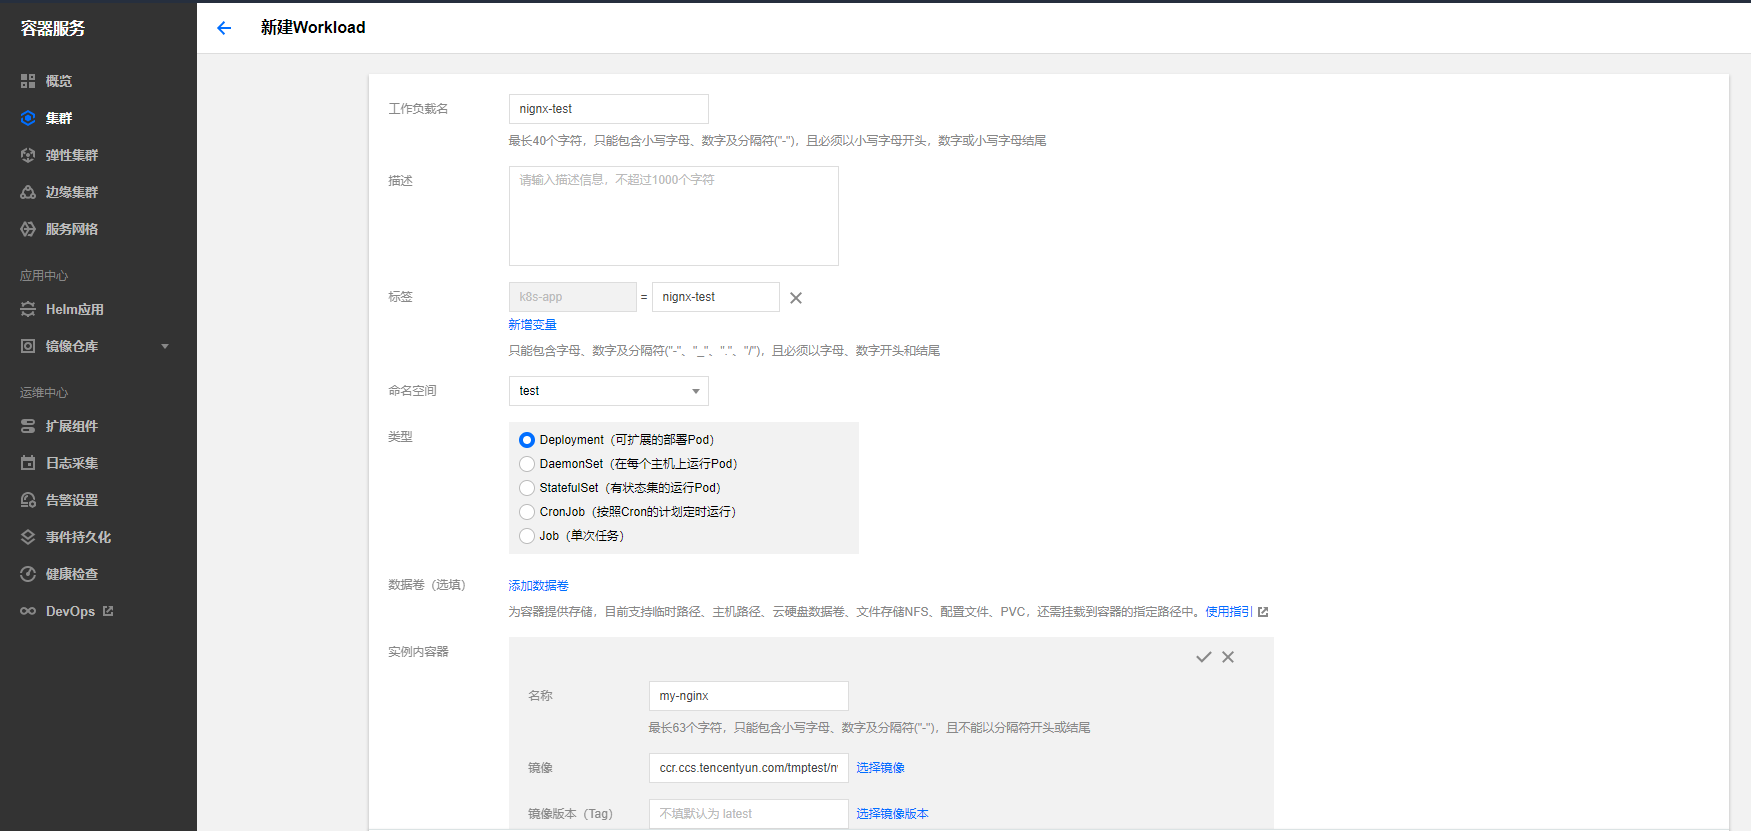 容器服务
新建Workload
概览
集群
弹性集群
边缘集群
服务网格
应用中心
Helm应用
镜像仓库
运维中心
扩展组件
日志采集
告警设置
事件持久化
健康检查
DevOps
工作负载名
nignx-test
最长40个字符，只能包含小写字母、数字及分隔符("-")，且必须以小写字母开头，数字或小写字母结尾
描述
请输入描述信息，不超过1000个字符
标签
k8s-app = nignx-test
新增变量
只能包含字母、数字及分隔符("-"、"_"、"."、"/")，且必须以字母、数字开头和结尾
命名空间
test
类型
Deployment（可扩展的部署Pod）
DaemonSet（在每个主机上运行Pod）
StatefulSet（有状态集的运行Pod）
CronJob（按照Cron的计划定时运行）
Job（单次任务）
数据卷（选填）
添加数据卷
为容器提供存储，目前支持临时路径、主机路径、云硬盘数据卷、文件存储NFS、配置文件、PVC，还需挂载到容器的指定路径中。使用指引
实例内容器
名称
my-nginx
最长63个字符，只能包含小写字母、数字及分隔符("-")，且不能以分隔符开头或结尾
镜像
ccr.ccs.tencentyun.com/tmptest/
选择镜像
镜像版本（Tag）
不填默认为 latest
选择镜像版本